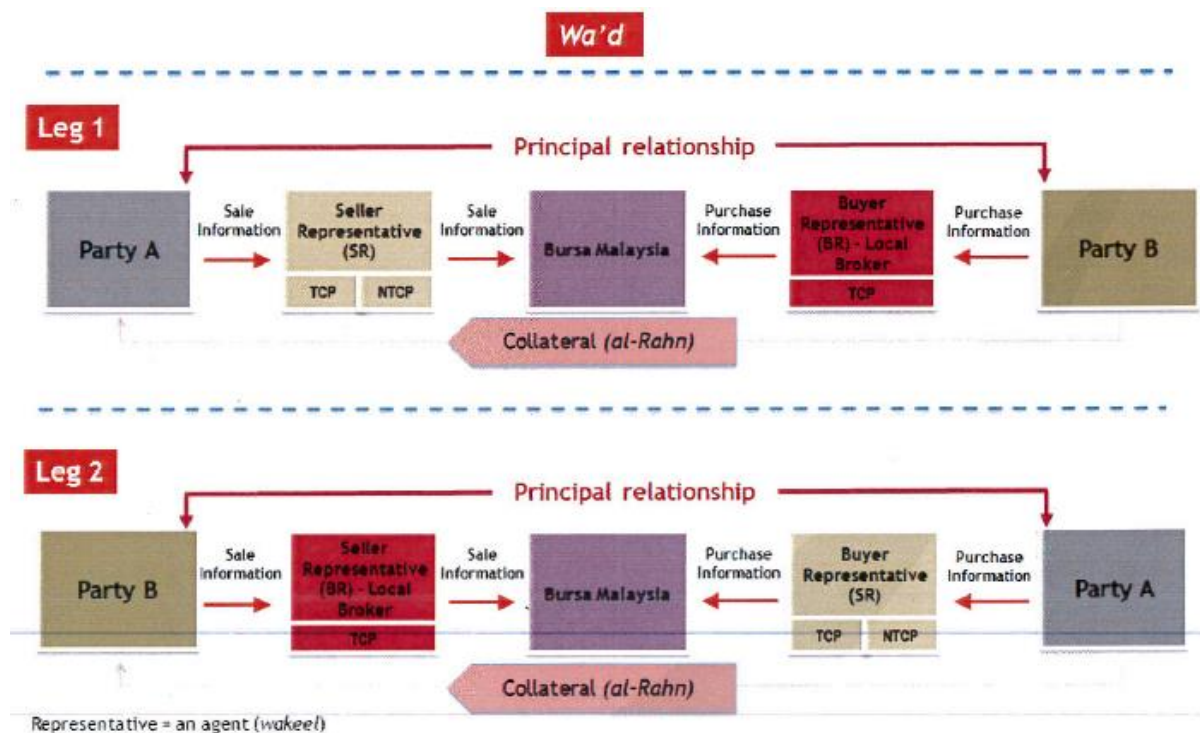 Wa'd
Leg 1
Principal relationship
Party A
Sale
Information
Seller
Representative
(SR)
TCP
NTCP
Sale
Information
Bursa Malaysia
Purchase
Information
Buyer
Representative
(BR) - Local
Broker
TCP
Purchase
Information
Party B
Collateral (al-Rahn)
Leg 2
Principal relationship
Party B
Sale
Information
Seller
Representative
(BR) - Local
Broker
TCP
Sale
Information
Bursa Malaysia
Purchase
Information
Buyer
Representative
(SR)
TCP
NTCP
Purchase
Information
Party A
Collateral (al-Rahn)
Representative = an agent (wakeel)